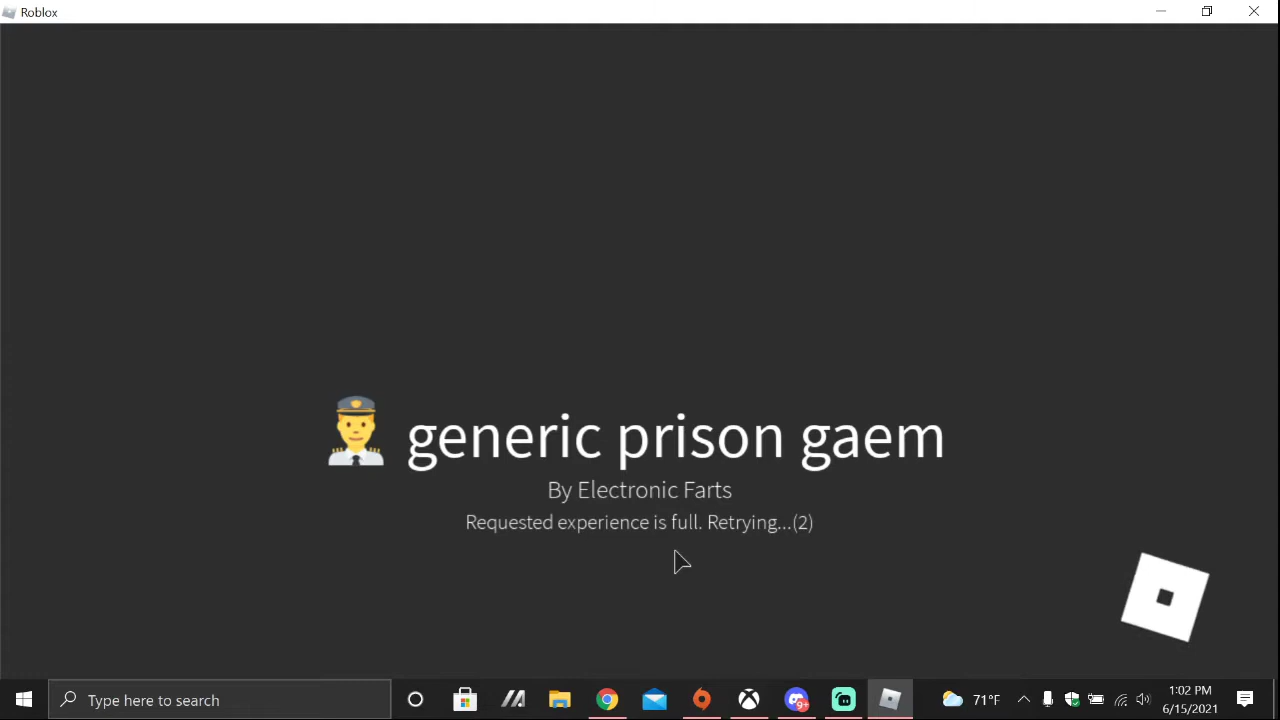 Roblox
generic prison gaem
By Electronic Farts
Requested experience is full. Retrying...(2)
Type here to search
9+
71°F
:02 PM
6/15/2021